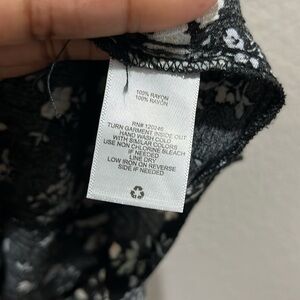 100% RAYON
100% RAYON
RN# 120246
TURN GARMENT INSIDE OUT
HAND WASH COLD
WITH SIMILAR COLORS
USE NON CHLORINE BLEACH
IF NEEDED
LINE DRY
LOW IRON ON REVERSE
SIDE IF NEEDED